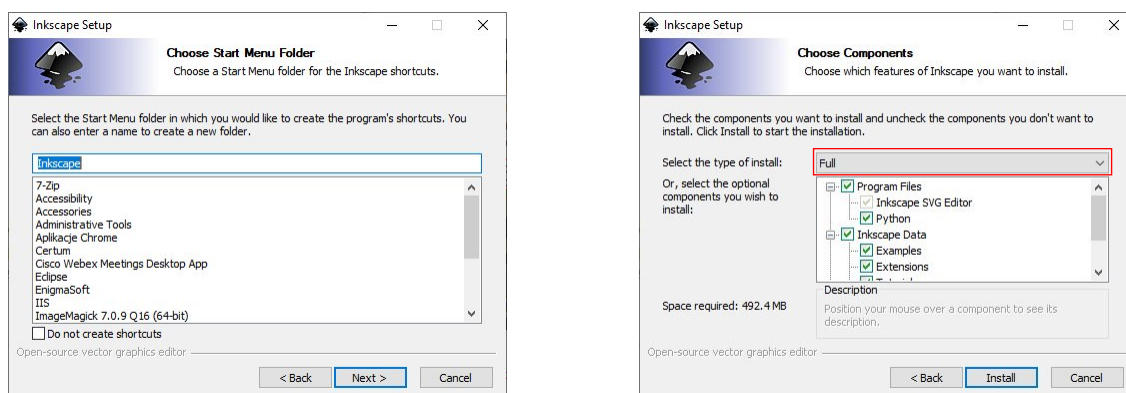 Inkscape Setup
Choose Start Menu Folder
Choose a Start Menu folder for the Inkscape shortcuts.
Select the Start Menu folder in which you would like to create the program's shortcuts. You
can also enter a name to create a new folder.
Inkscape
7-Zip
Accessibility
Accessories
Administrative Tools
Aplikacje Chrome
Certum
Cisco Webex Meetings Desktop App
Eclipse
EnigmaSoft
IIS
ImageMagick 7.0.9 Q16 (64-bit)
Do not create shortcuts
Open-source vector graphics editor
< Back
Next >
Cancel
Inkscape Setup
Choose Components
Choose which features of Inkscape you want to install.
Check the components you want to install and uncheck the components you don't want to
install. Click Install to start the installation.
Select the type of install:
Full
Or, select the optional
components you wish to
install:
Program Files
Inkscape SVG Editor
Python
Inkscape Data
Examples
Extensions
Space required: 492.4 MB
Description
Position your mouse over a component to see its
description.
Open-source vector graphics editor
< Back
Install
Cancel